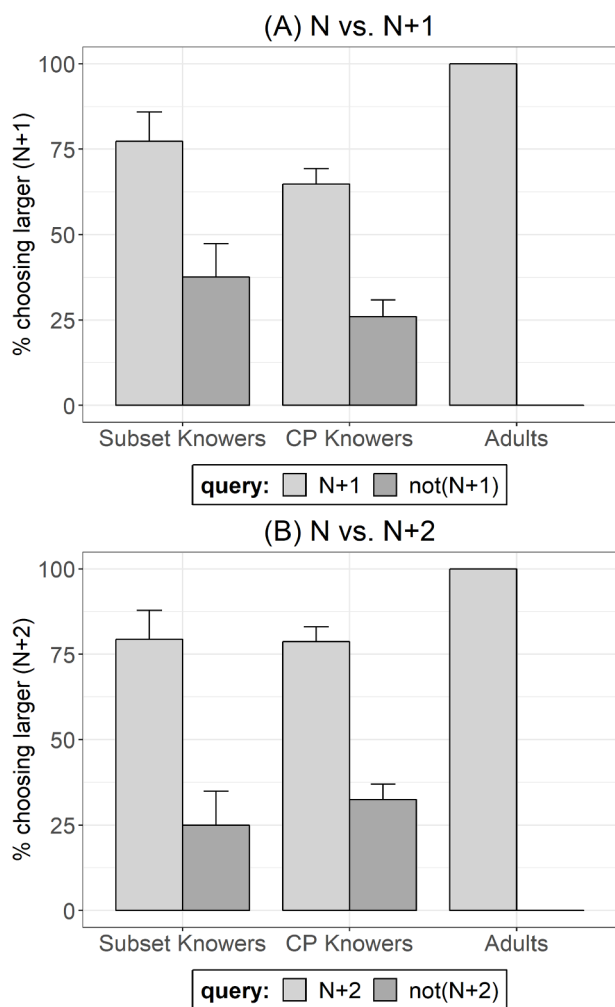 (A) N vs. N+1
% choosing larger (N+1)
100
75
50
25
0
Subset Knowers CP Knowers Adults
query: N+1 not(N+1)
(B) N vs. N+2
% choosing larger (N+2)
100
75
50
25
0
Subset Knowers CP Knowers Adults
query: N+2 not(N+2)